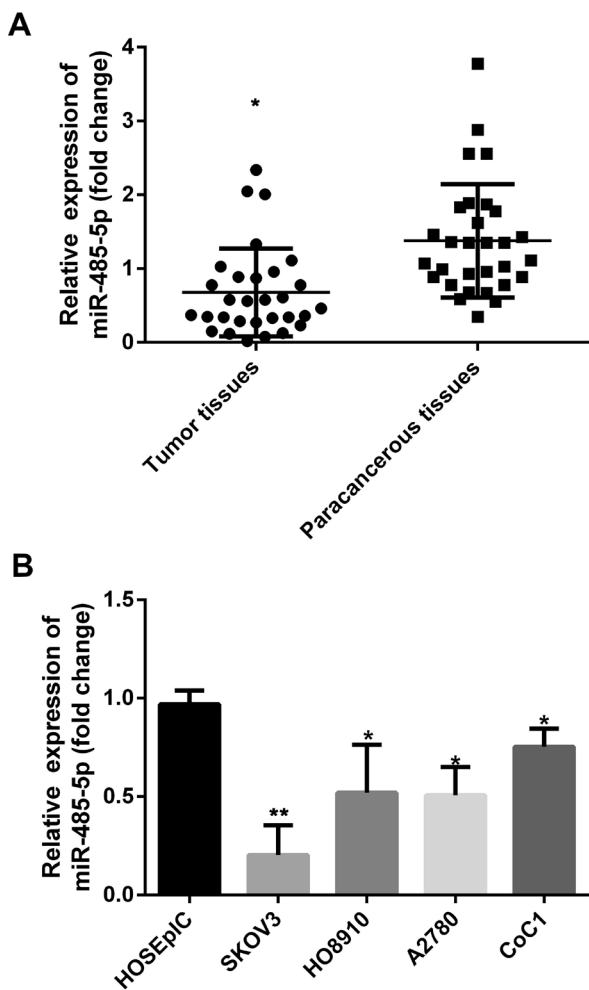 A
Relative expression of
miR-485-5p (fold change)
4
3
2
1
0
*
Tumor tissues
Paracancerous tissues
B
Relative expression of
miR-485-5p (fold change)
1.5
1.0
0.5
0.0
**
*
*
*
HOSEpIC
SKOV3
HO8910
A2780
CoC1